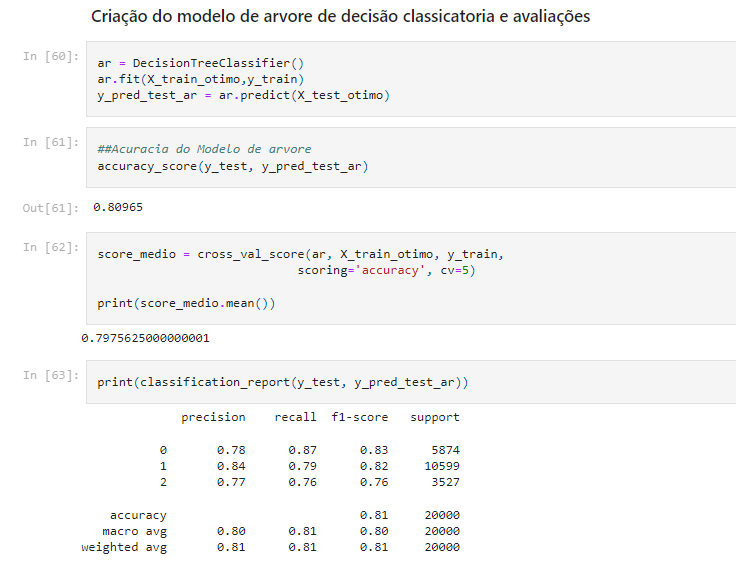 Criação do modelo de arvore de decisão classicatoria e avaliações
In [60]:
ar = DecisionTreeClassifier()
ar.fit(X_train_otimo,y_train)
y_pred_test_ar = ar.predict(X_test_otimo)
In [61]:
##Acuracia do Modelo de arvore
accuracy_score(y_test, y_pred_test_ar)
Out[61]: 0.80965
In [62]:
score_medio = cross_val_score(ar, X_train_otimo, y_train,
scoring='accuracy', cv=5)
print(score_medio.mean())
0.7975625000000001
In [63]:
print(classification_report(y_test, y_pred_test_ar))
precision recall f1-score support
0 0.78 0.87 0.83 5874
1 0.84 0.79 0.82 10599
2 0.77 0.76 0.76 3527
accuracy 0.81 20000
macro avg 0.80 0.81 0.80 20000
weighted avg 0.81 0.81 0.81 20000